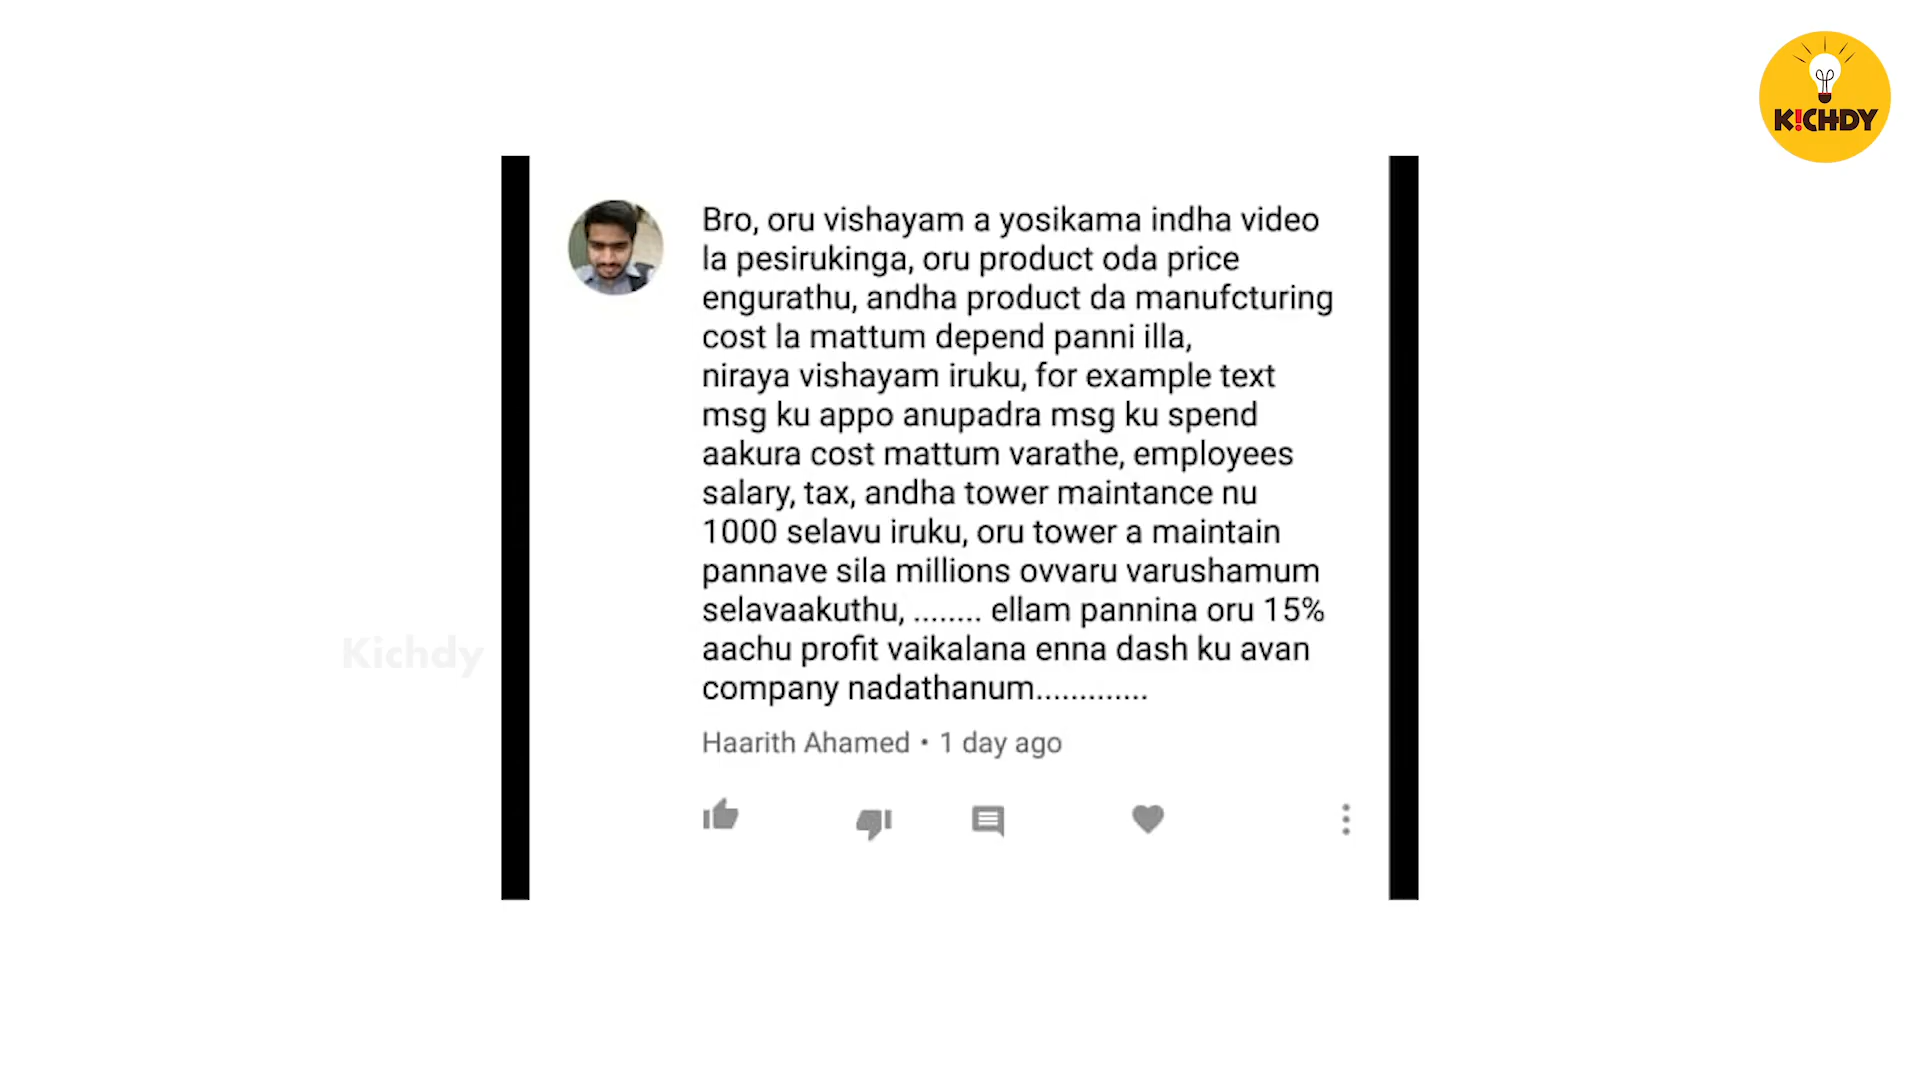 K!CHDY
Bro, oru vishayam a yosikama indha video
la pesirukinga, oru product oda price
engurathu, andha product da manufcturing
cost la mattum depend panni illa,
niraya vishayam iruku, for example text
msg ku appo anupadra msg ku spend
aakura cost mattum varathe, employees
salary, tax, andha tower maintance nu
1000 selavu iruku, oru tower a maintain
pannave sila millions ovvaru varushamum
selavaakuthu, ........ ellam pannina oru 15%
aachu profit vaikalana enna dash ku avan
company nadathanum.............
Haarith Ahamed • 1 day ago
Kichdy